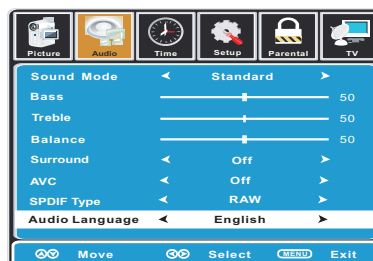 Picture Audio Time Setup Parental TV
Sound Mode Standard
Bass 50
Treble 50
Balance 50
Surround Off
AVC Off
SPDIF Type RAW
Audio Language English
Move Select MENU Exit